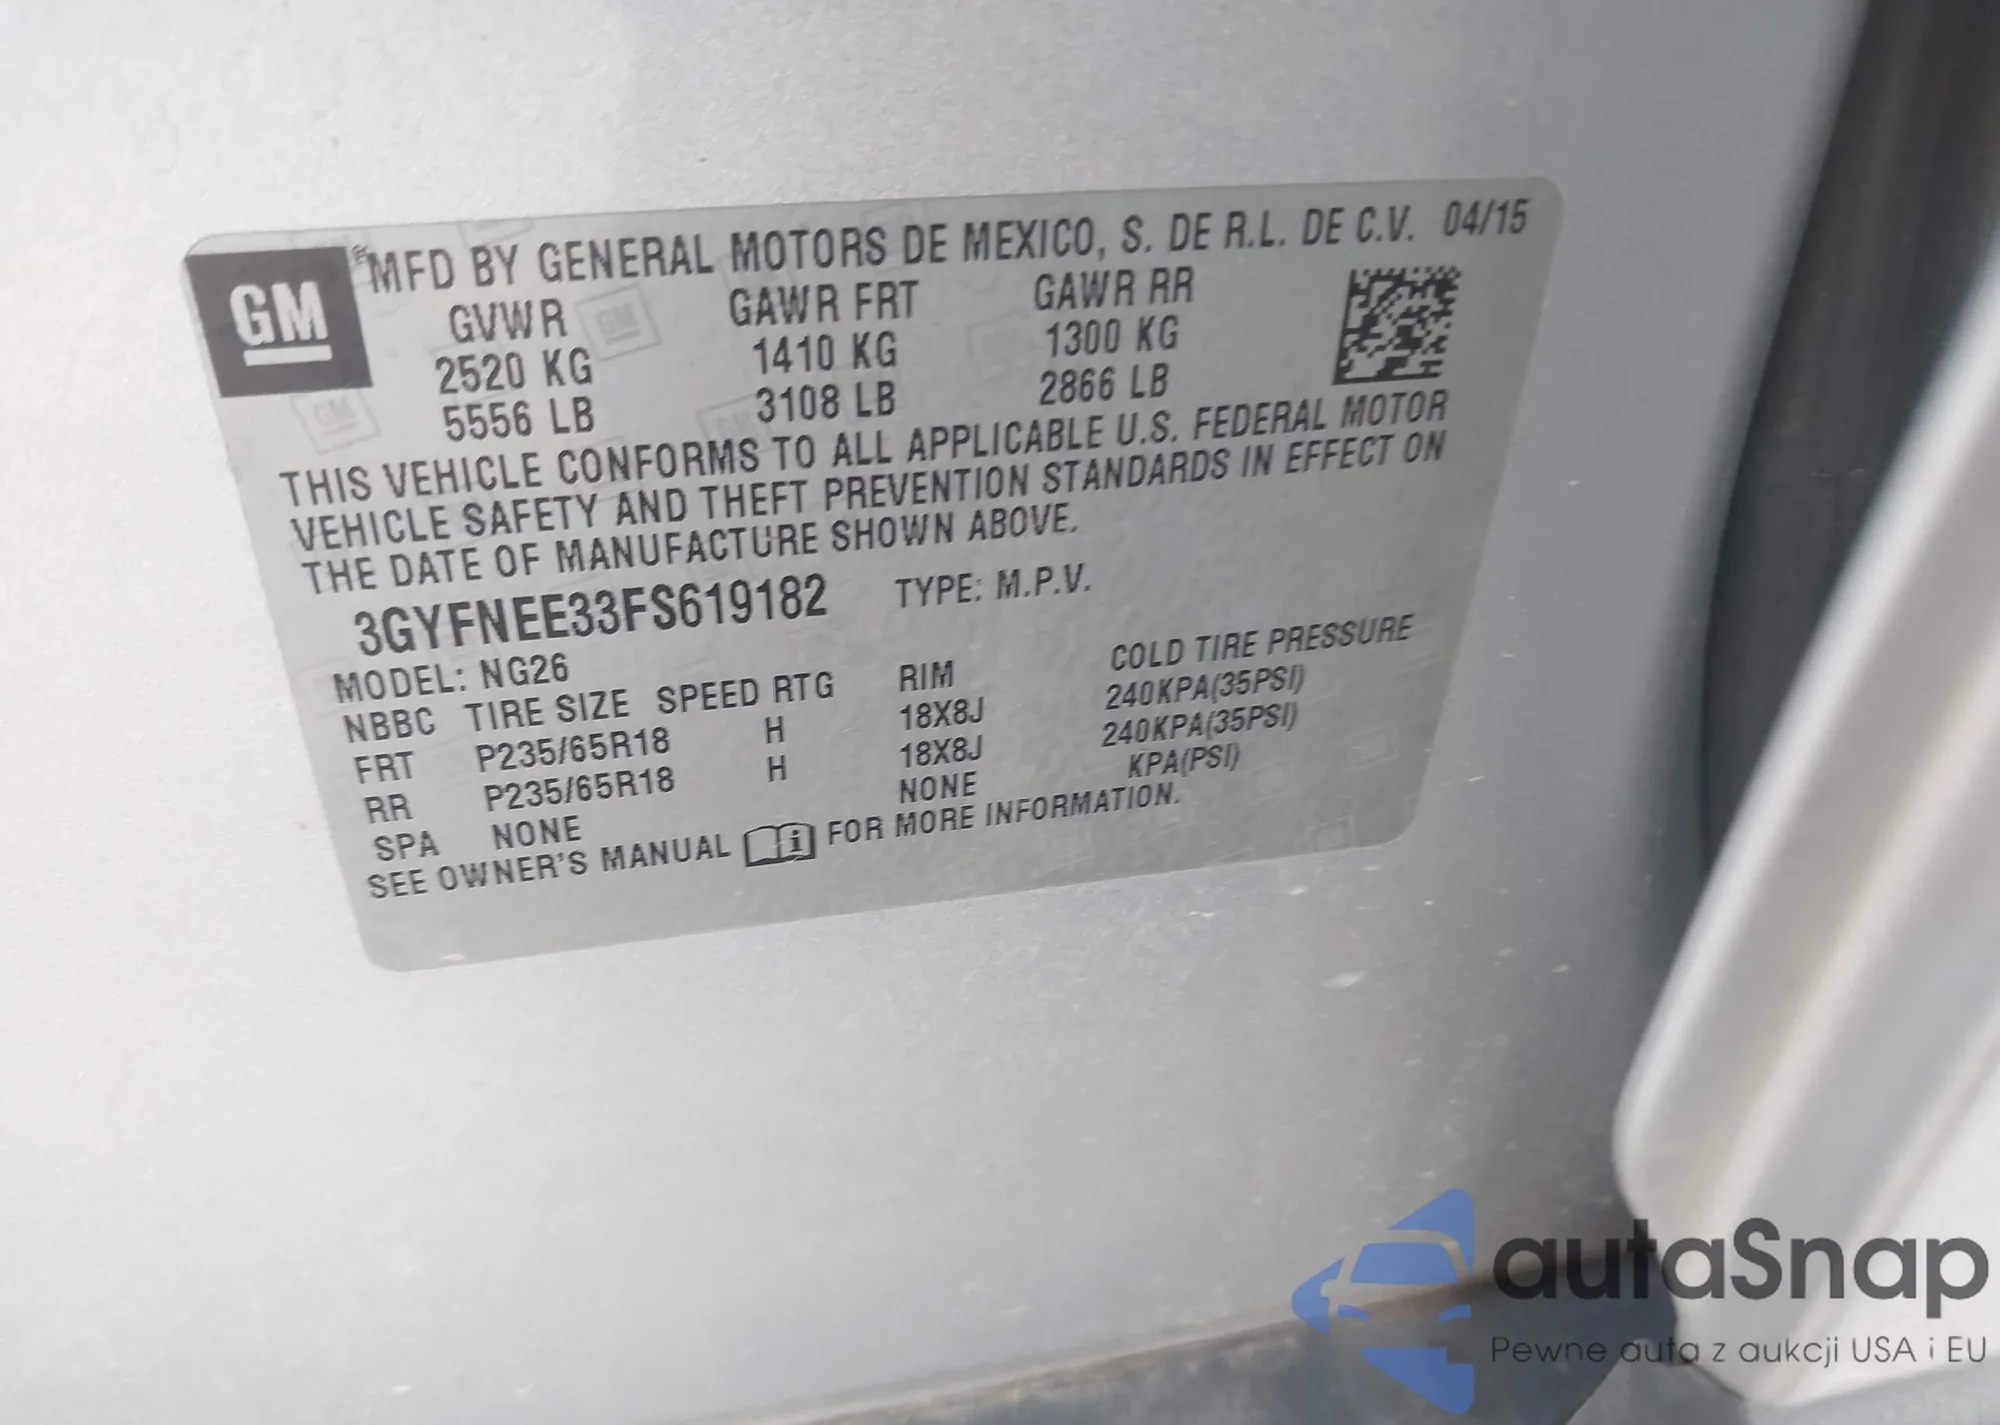 GM
MFD BY GENERAL MOTORS DE MEXICO, S. DE R.L. DE C.V. 04/15
GVWR GAWR FRT GAWR RR
2520 KG 1410 KG 1300 KG
5556 LB 3108 LB 2866 LB
THIS VEHICLE CONFORMS TO ALL APPLICABLE U.S. FEDERAL MOTOR
VEHICLE SAFETY AND THEFT PREVENTION STANDARDS IN EFFECT ON
THE DATE OF MANUFACTURE SHOWN ABOVE.
3GYFNEE33FS619182 TYPE: M.P.V.
MODEL: NG26
NBBC TIRE SIZE SPEED RTG RIM COLD TIRE PRESSURE
FRT P235/65R18 H 18X8J 240KPA(35PSI)
RR P235/65R18 H 18X8J 240KPA(35PSI)
SPA NONE NONE KPA(PSI)
SEE OWNER'S MANUAL i FOR MORE INFORMATION.
autaSnap
Pewne auta z aukcji USA i EU